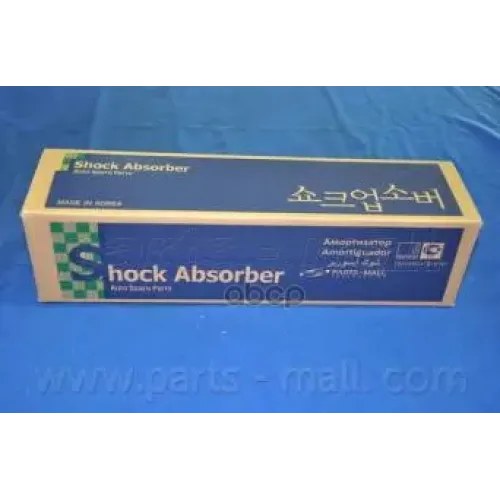 Shock Absorber
Auto Spare Parts
MADE IN KOREA
쇼크업소버
Shock Absorber
Auto Spare Parts
Амортизатор
Amortiguador
PARTS-MALL
www.parts-mall.com